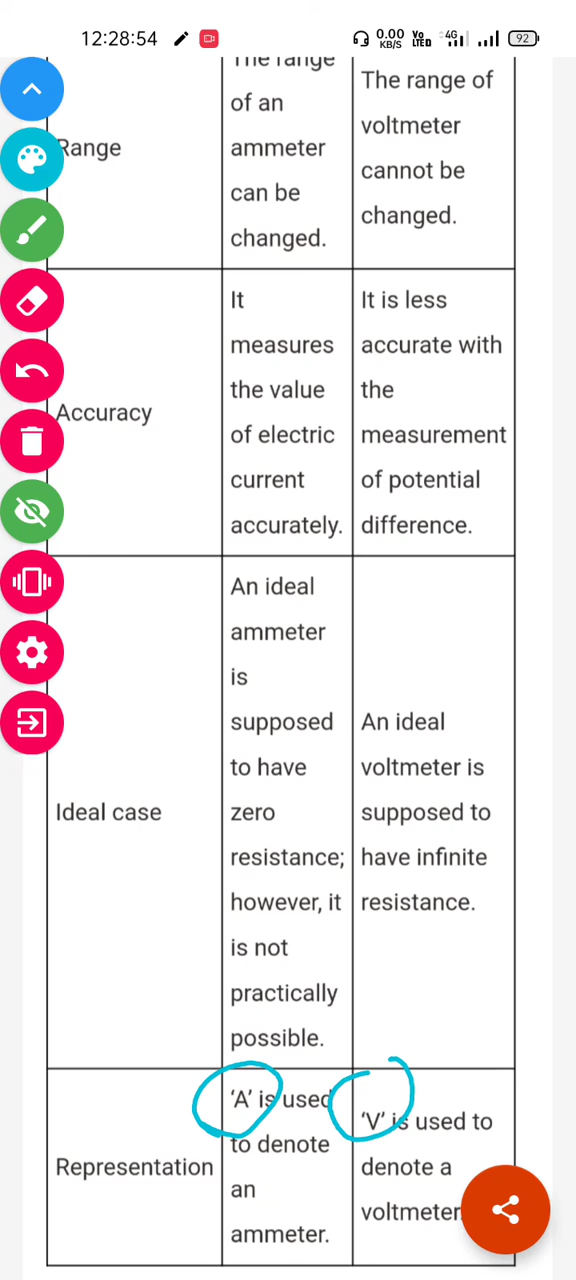 12:28:54
0.00
KB/S
Vo
LTED
4G
92
The range
of an
ammeter
can be
changed.
The range of
voltmeter
cannot be
changed.
Range
It
measures
the value
of electric
current
accurately.
It is less
accurate with
the
measurement
of potential
difference.
Accuracy
An ideal
ammeter
is
supposed
to have
zero
resistance;
however, it
is not
practically
possible.
An ideal
voltmeter is
supposed to
have infinite
resistance.
Ideal case
‘A’ is used
to denote
an
ammeter.
‘V’ is used to
denote a
voltmeter
Representation